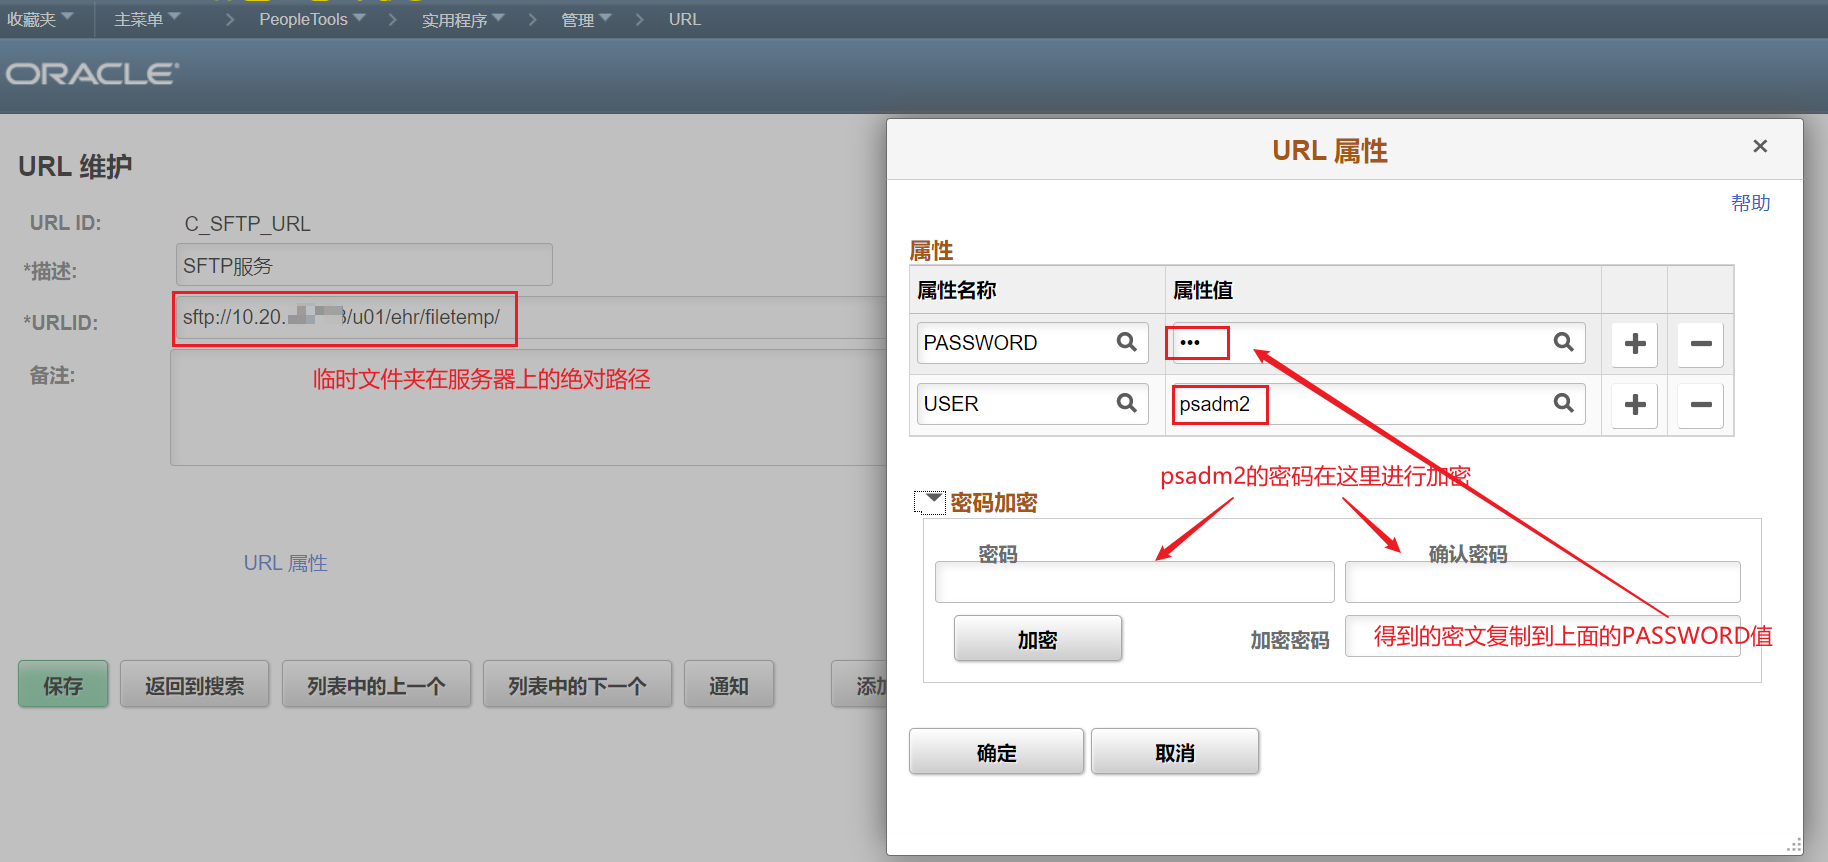 收藏夹 主菜单 > PeopleTools > 实用程序 > 管理 > URL
ORACLE
URL 维护
URL ID: C_SFTP_URL
*描述: SFTP服务
*URLID: sftp://10.20. /u01/ehr/filetemp/
备注:
临时文件夹在服务器上的绝对路径
URL 属性
保存 返回到搜索 列表中的上一个 列表中的下一个 通知 添加
URL 属性
帮助
属性
属性名称 属性值
PASSWORD •••
USER psadm2
psadm2的密码在这里进行加密
密码加密
密码 确认密码
加密 加密密码 得到的密文复制到上面的PASSWORD值
确定 取消